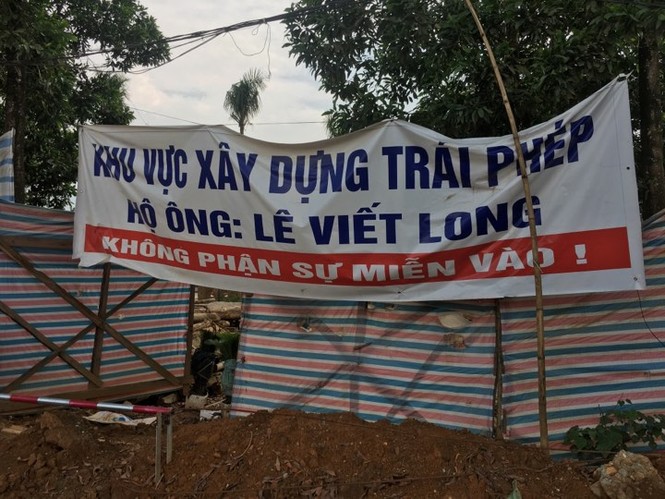 KHU VỰC XÂY DỰNG TRÁI PHÉP
HỘ ÔNG: LÊ VIẾT LONG
KHÔNG PHẬN SỰ MIỄN VÀO !